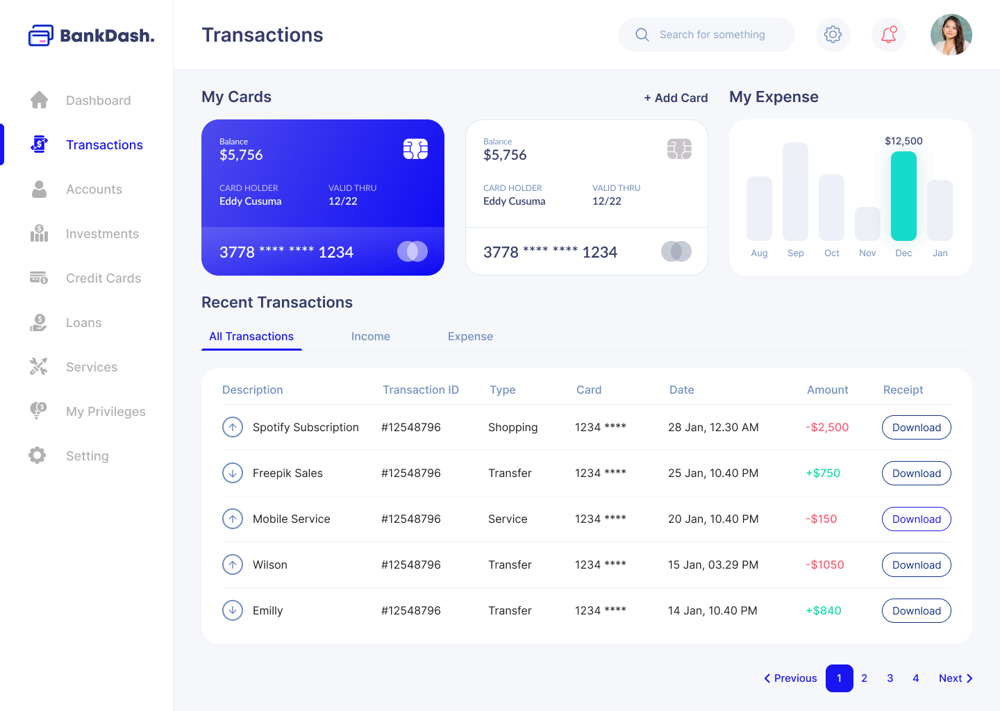 BankDash.
Transactions
Search for something
Dashboard
Transactions
Accounts
Investments
Credit Cards
Loans
Services
My Privileges
Setting
My Cards
+ Add Card
Balance
$5,756
CARD HOLDER VALID THRU
Eddy Cusuma 12/22
3778 **** **** 1234
Balance
$5,756
CARD HOLDER VALID THRU
Eddy Cusuma 12/22
3778 **** **** 1234
My Expense
$12,500
Aug Sep Oct Nov Dec Jan
Recent Transactions
All Transactions Income Expense
Description Transaction ID Type Card Date Amount Receipt
Spotify Subscription #12548796 Shopping 1234 **** 28 Jan, 12.30 AM -$2,500 Download
Freepik Sales #12548796 Transfer 1234 **** 25 Jan, 10.40 PM +$750 Download
Mobile Service #12548796 Service 1234 **** 20 Jan, 10.40 PM -$150 Download
Wilson #12548796 Transfer 1234 **** 15 Jan, 03.29 PM -$1050 Download
Emilly #12548796 Transfer 1234 **** 14 Jan, 10.40 PM +$840 Download
Previous 1 2 3 4 Next